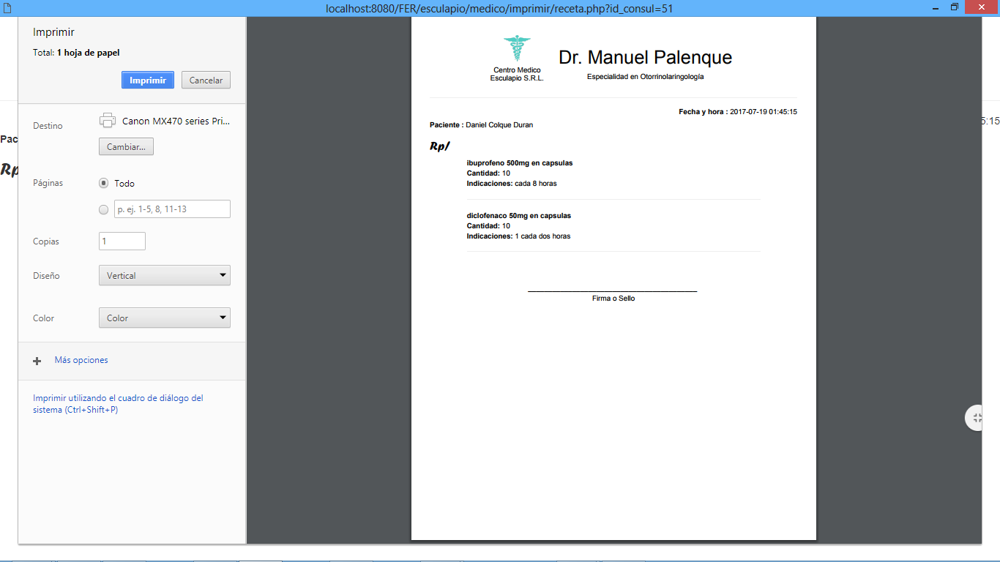 localhost:8080/FER/esculapio/medico/imprimir/receta.php?id_consul=51
Imprimir
Total: 1 hoja de papel
Imprimir Cancelar
Destino Canon MX470 series Pri...
Cambiar...
Páginas Todo
p. ej. 1-5, 8, 11-13
Copias 1
Diseño Vertical
Color Color
Más opciones
Imprimir utilizando el cuadro de diálogo del
sistema (Ctrl+Shift+P)
Centro Medico
Esculapio S.R.L.
Dr. Manuel Palenque
Especialidad en Otorrinolaringología
Fecha y hora : 2017-07-19 01:45:15
Paciente : Daniel Colque Duran
Rp/
ibuprofeno 500mg en capsulas
Cantidad: 10
Indicaciones: cada 8 horas
diclofenaco 50mg en capsulas
Cantidad: 10
Indicaciones: 1 cada dos horas
Firma o Sello
Pac
Rp
5:15